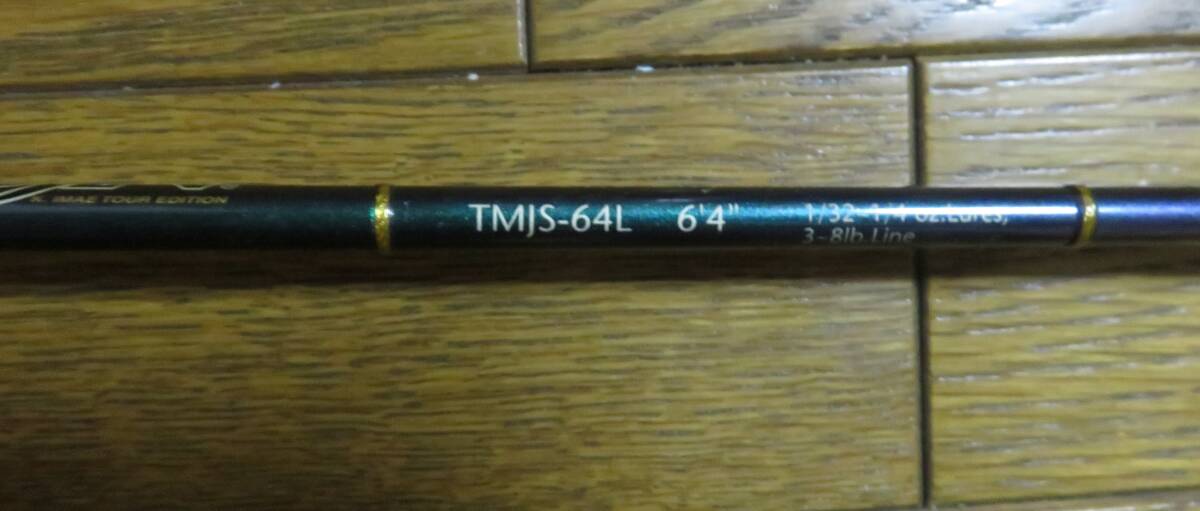 K. IMAE TOUR EDITION
TMJS-64L 6'4" 1/32~1/4 oz.Lures,
3~8lb.Line